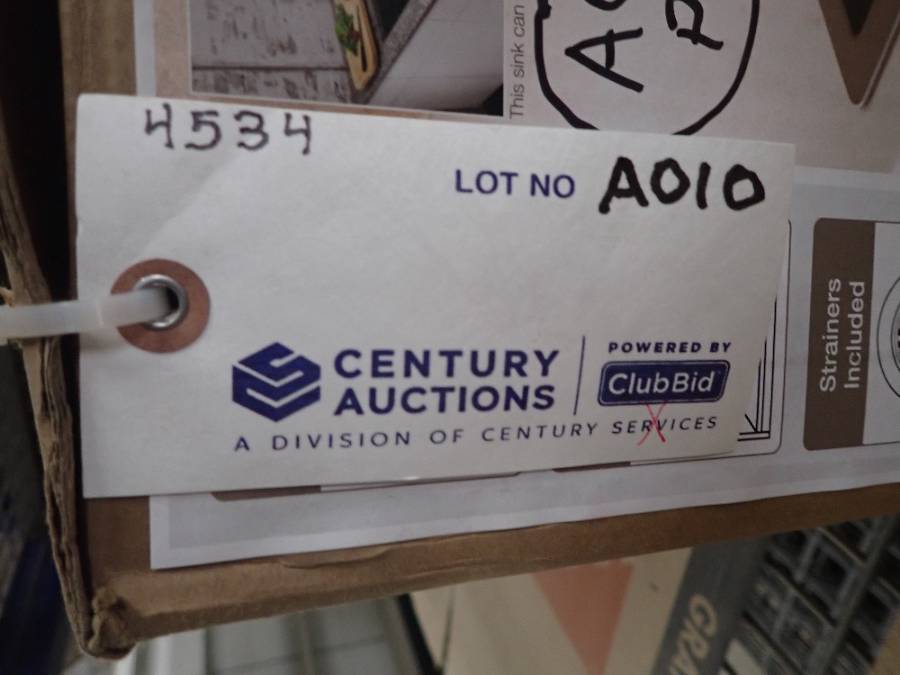 This sink can
4534
LOT NO A010
Strainers
Included
CENTURY
AUCTIONS
POWERED BY
ClubBid
A DIVISION OF CENTURY SERVICES